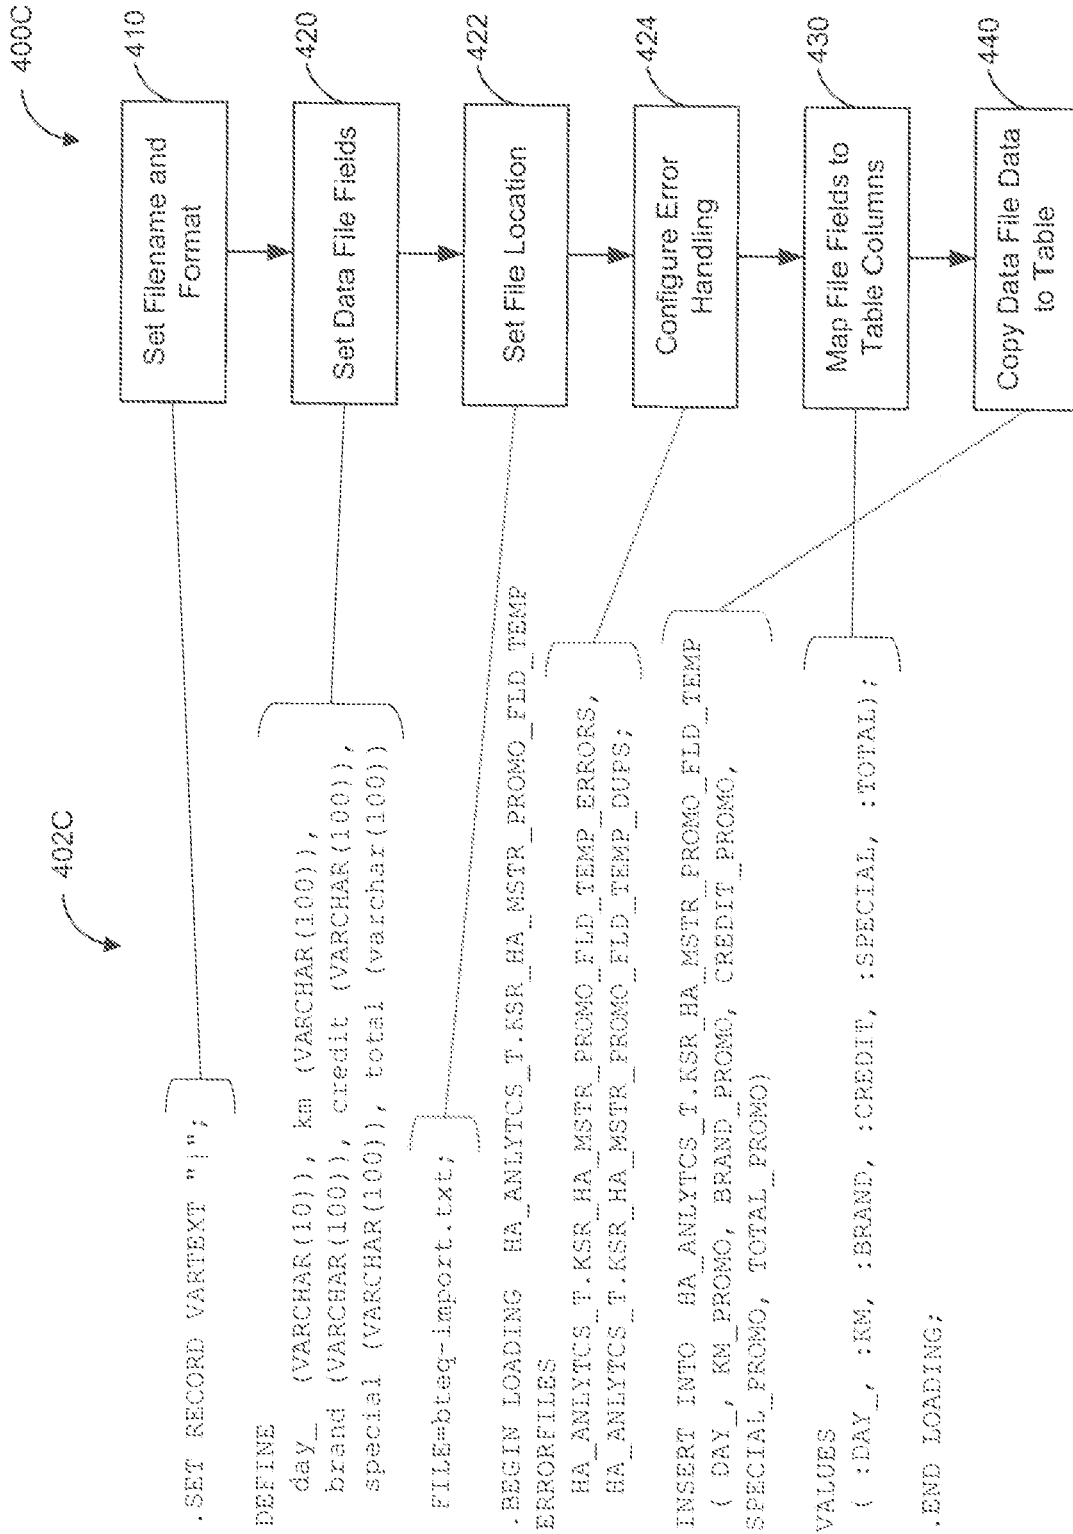 400C
402C
.SET RECORD VARTEXT "|";
DEFINE
day_ (VARCHAR(10)), km (VARCHAR(100)),
brand (VARCHAR(100)), credit (VARCHAR(100)),
special (VARCHAR(100)), total (varchar(100))
FILE=bteq-import.txt;
.BEGIN LOADING HA_ANLYTCS_T.KSR_HA_MSTR_PROMO_FLD_TEMP
ERRORFILES
HA_ANLYTCS_T.KSR_HA_MSTR_PROMO_FLD_TEMP_ERRORS,
HA_ANLYTCS_T.KSR_HA_MSTR_PROMO_FLD_TEMP_DUPS;
INSERT INTO HA_ANLYTCS_T.KSR_HA_MSTR_PROMO_FLD_TEMP
( DAY_, KM_PROMO, BRAND_PROMO, CREDIT_PROMO,
SPECIAL_PROMO, TOTAL_PROMO)
VALUES
( :DAY_, :KM, :BRAND, :CREDIT, :SPECIAL, :TOTAL);
.END LOADING;
410
Set Filename and
Format
420
Set Data File Fields
422
Set File Location
424
Configure Error
Handling
430
Map File Fields to
Table Columns
440
Copy Data File Data
to Table